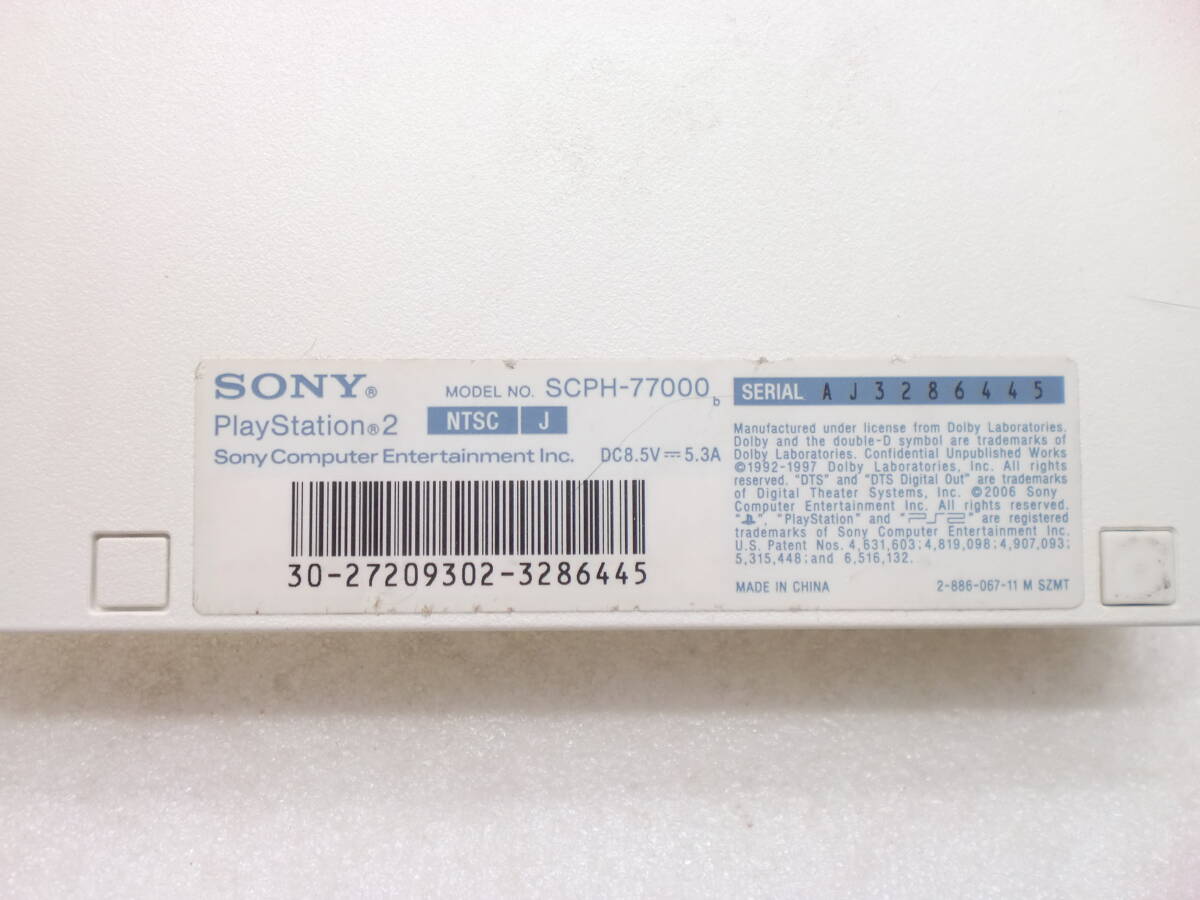 SONY®
MODEL NO. SCPH-77000 b
PlayStation®2
NTSC J
Sony Computer Entertainment Inc.
DC8.5V⎓5.3A
30-27209302-3286445
SERIAL AJ3286445
Manufactured under license from Dolby Laboratories.
Dolby and the double-D symbol are trademarks of
Dolby Laboratories. Confidential Unpublished Works
©1992-1997 Dolby Laboratories, Inc. All rights
reserved. "DTS" and "DTS Digital Out" are trademarks
of Digital Theater Systems, Inc. ©2006 Sony
Computer Entertainment Inc. All rights reserved.
" ", "PlayStation" and "PS2" are registered
trademarks of Sony Computer Entertainment Inc.
U.S. Patent Nos. 4,631,603; 4,819,098; 4,907,093;
5,315,448; and 6,516,132.
MADE IN CHINA
2-886-067-11 M SZMT